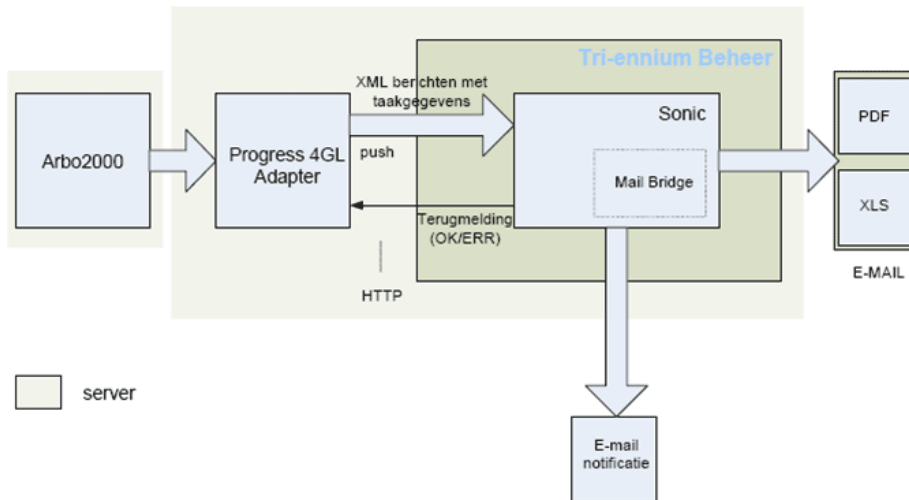 Tri-ennium Beheer
XML berichten met
taakgegevens
Sonic
PDF
Arbo2000
Progress 4GL
Adapter
push
Mail Bridge
XLS
Terugmelding
(OK/ERR)
E-MAIL
HTTP
server
E-mail
notificatie